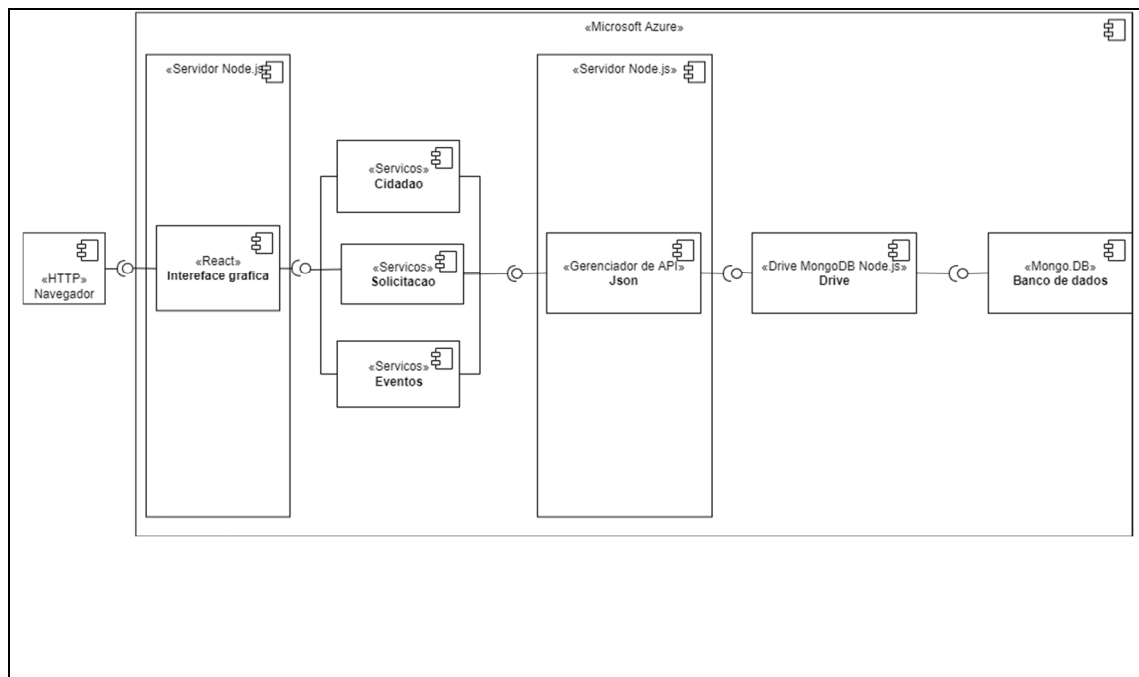 «Microsoft Azure»
«Servidor Node.js»
«Servidor Node.js»
«Servicos»
Cidadao
«HTTP»
Navegador
«React»
Intereface grafica
«Servicos»
Solicitacao
«Gerenciador de API»
Json
«Drive MongoDB Node.js»
Drive
«Mongo.DB»
Banco de dados
«Servicos»
Eventos